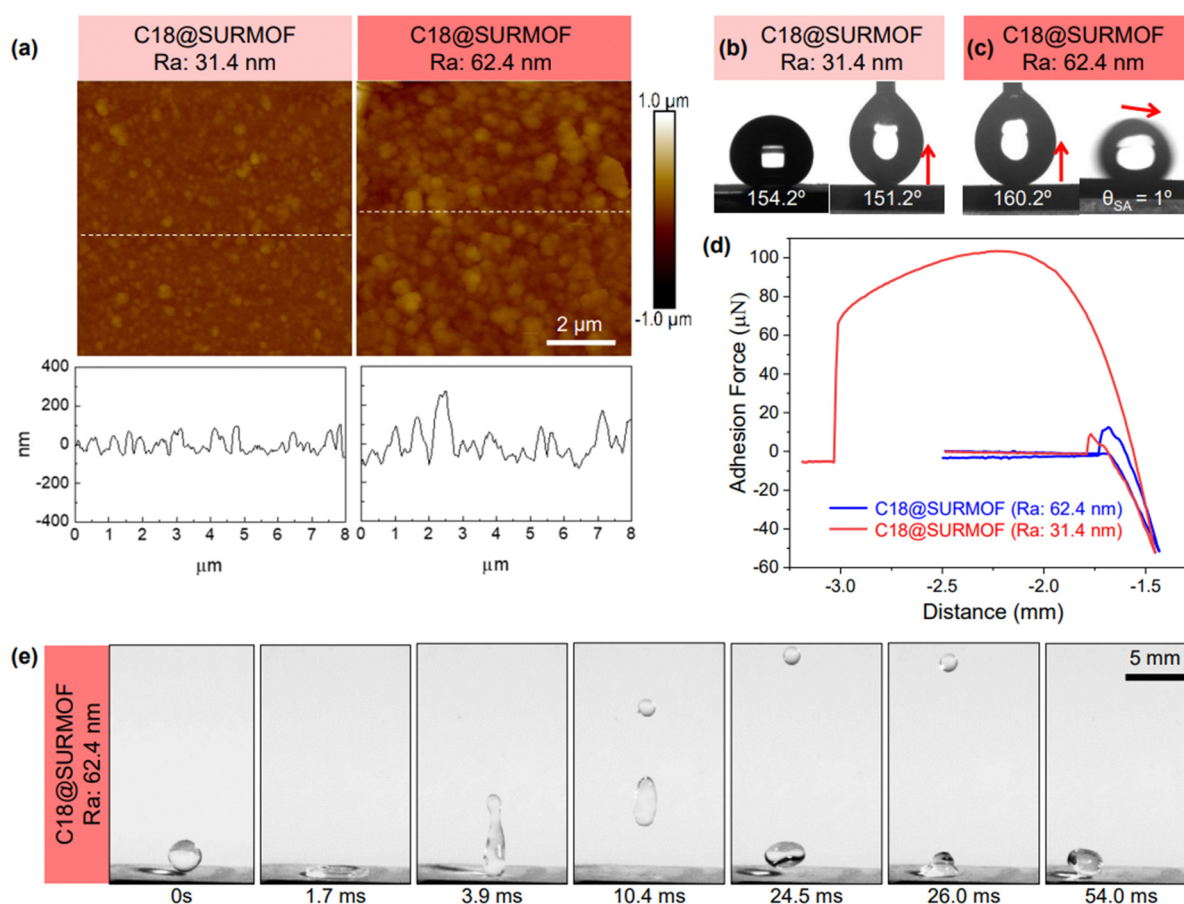 (a)
C18@SURMOF
Ra: 31.4 nm
C18@SURMOF
Ra: 62.4 nm
1.0 µm
-1.0 µm
2 µm
400
200
0
-200
-400
nm
0 1 2 3 4 5 6 7 8
µm
0 1 2 3 4 5 6 7 8
µm
(b)
C18@SURMOF
Ra: 31.4 nm
154.2º
151.2º
(c)
C18@SURMOF
Ra: 62.4 nm
160.2º
θSA = 1º
(d)
100
80
60
40
20
0
-20
-40
-60
Adhesion Force (µN)
C18@SURMOF (Ra: 62.4 nm)
C18@SURMOF (Ra: 31.4 nm)
-3.0 -2.5 -2.0 -1.5
Distance (mm)
(e)
C18@SURMOF
Ra: 62.4 nm
5 mm
0s
1.7 ms
3.9 ms
10.4 ms
24.5 ms
26.0 ms
54.0 ms